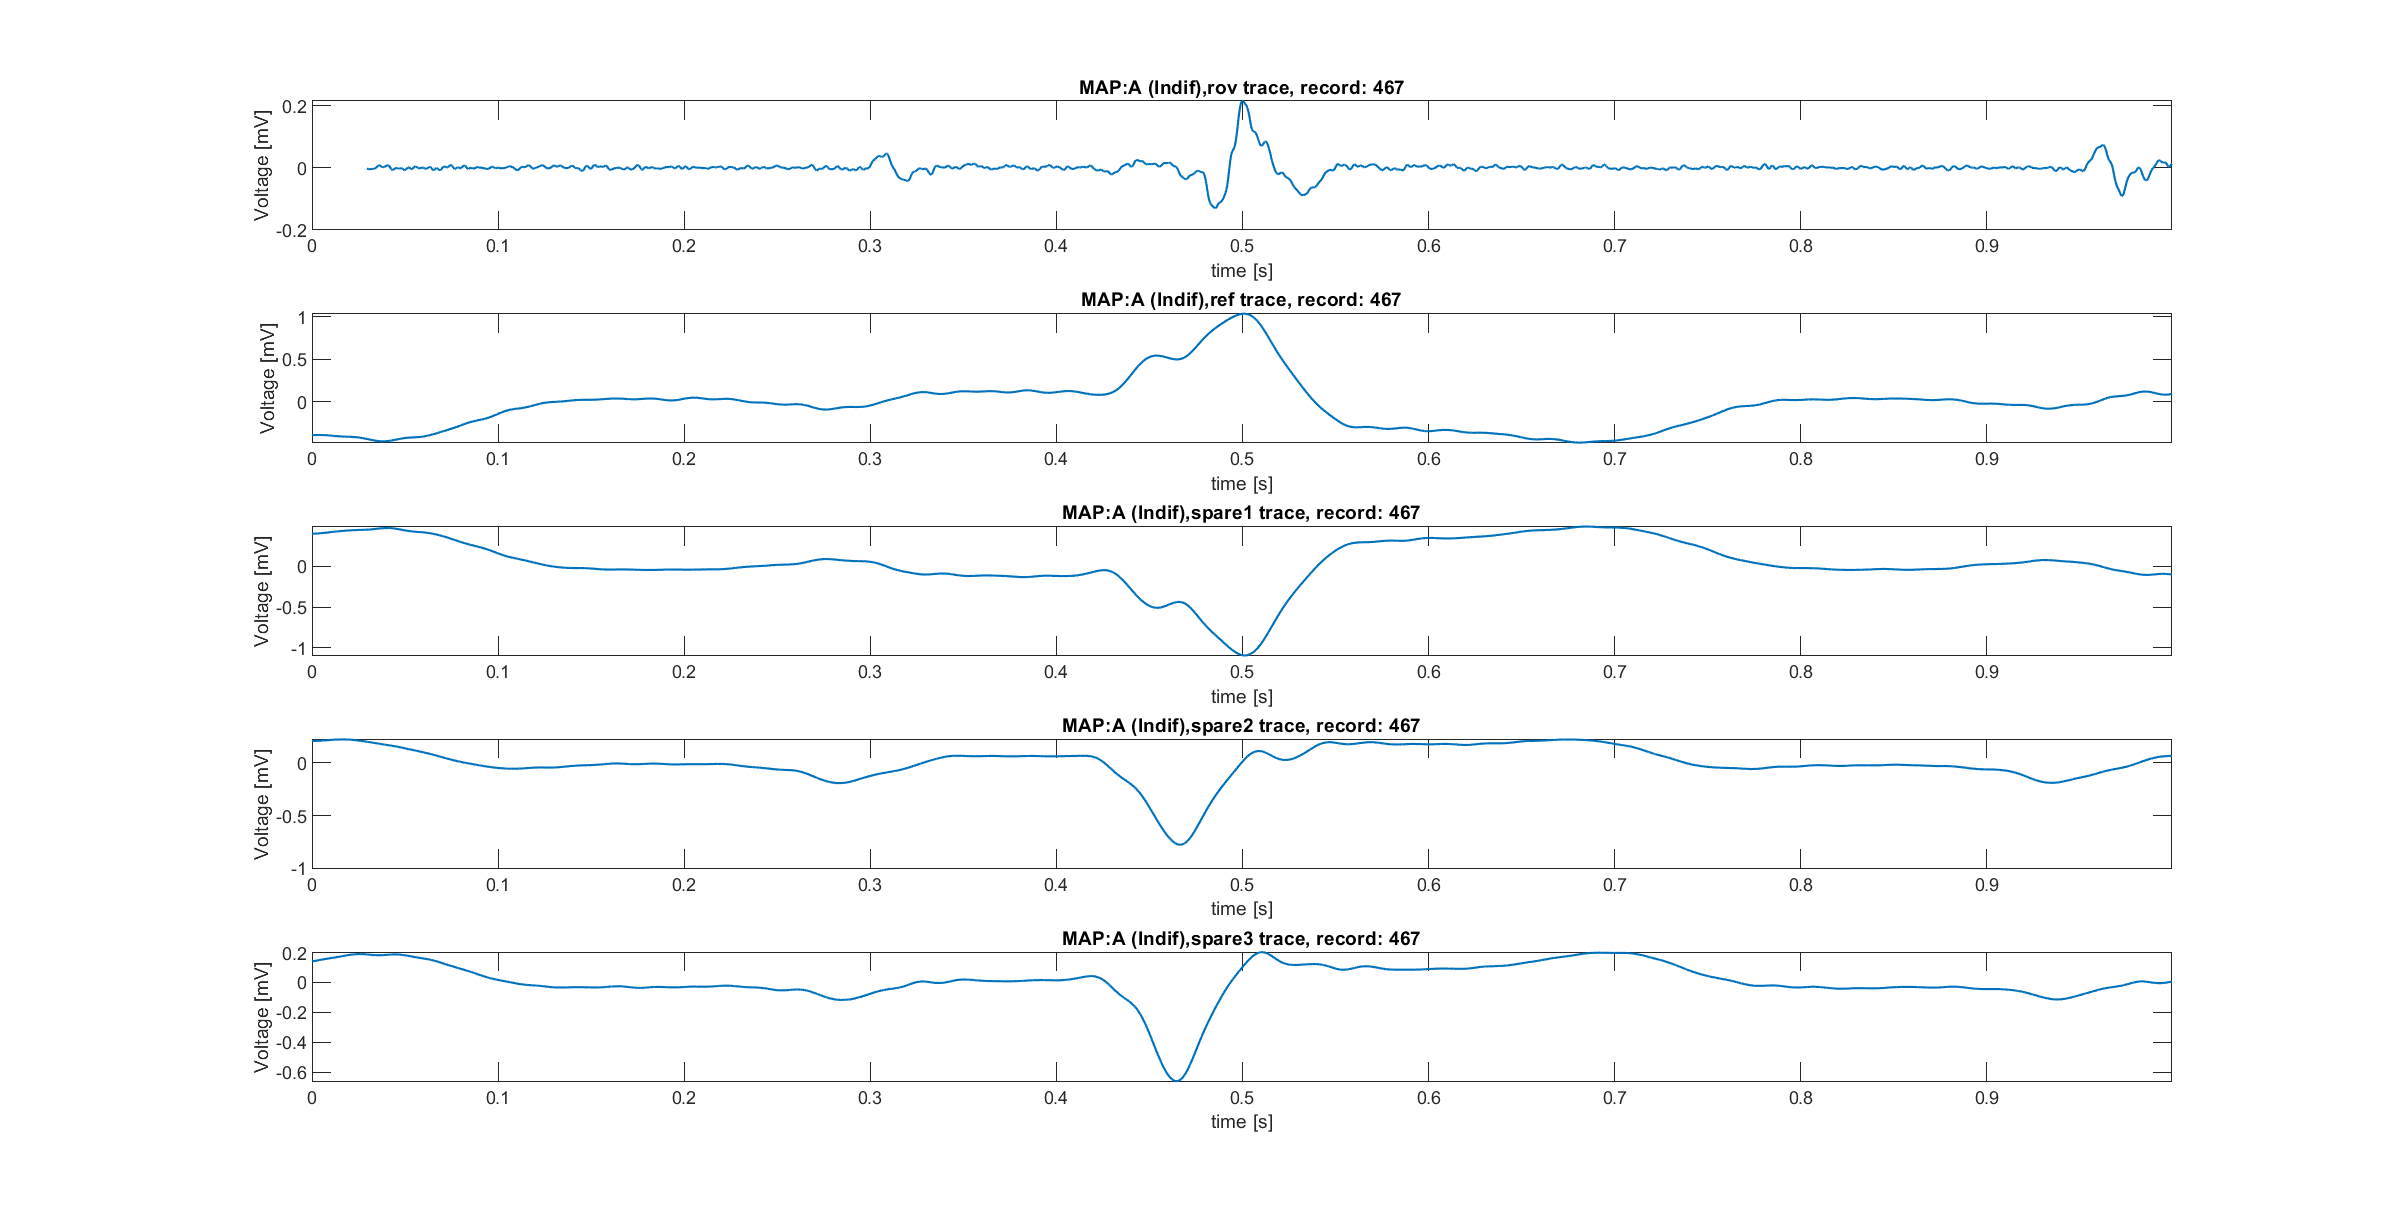 MAP:A (Indif),rov trace, record: 467
Voltage [mV]
0.2
0
-0.2
0 0.1 0.2 0.3 0.4 0.5 0.6 0.7 0.8 0.9
time [s]
MAP:A (Indif),ref trace, record: 467
Voltage [mV]
1
0.5
0
0 0.1 0.2 0.3 0.4 0.5 0.6 0.7 0.8 0.9
time [s]
MAP:A (Indif),spare1 trace, record: 467
Voltage [mV]
0
-0.5
-1
0 0.1 0.2 0.3 0.4 0.5 0.6 0.7 0.8 0.9
time [s]
MAP:A (Indif),spare2 trace, record: 467
Voltage [mV]
0
-0.5
-1
0 0.1 0.2 0.3 0.4 0.5 0.6 0.7 0.8 0.9
time [s]
MAP:A (Indif),spare3 trace, record: 467
Voltage [mV]
0.2
0
-0.2
-0.4
-0.6
0 0.1 0.2 0.3 0.4 0.5 0.6 0.7 0.8 0.9
time [s]